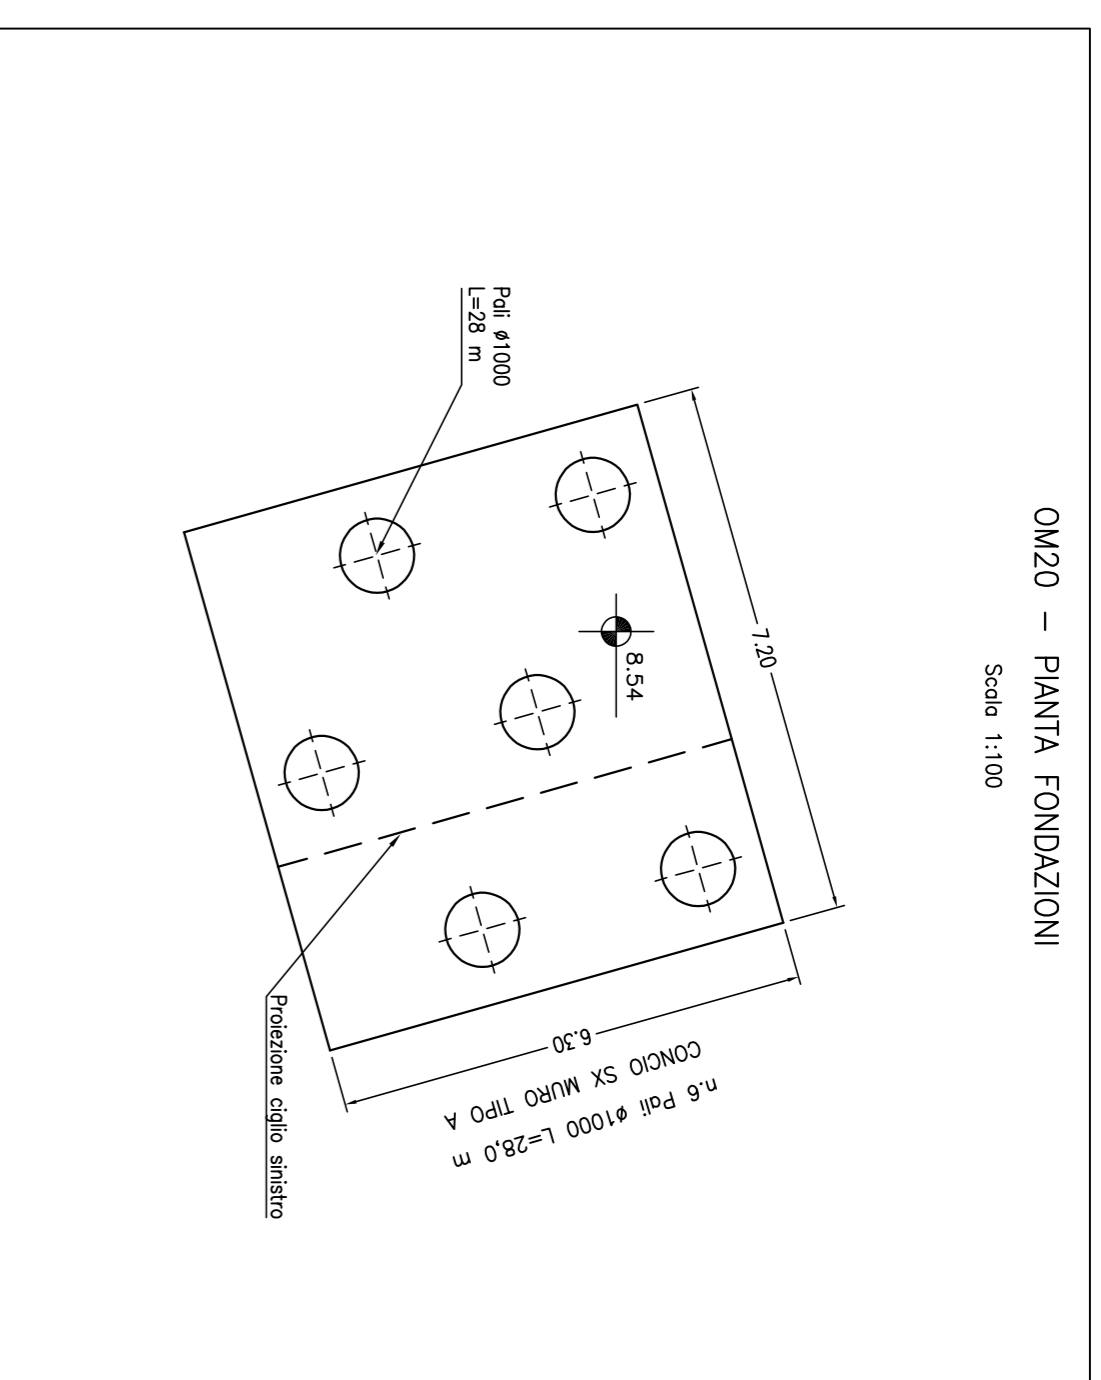 OM20 – PIANTA FONDAZIONI
Scala 1:100
7.20
8.54
Pali ø1000
L=28 m
6.30
CONCIO SX MURO TIPO A
n.6 Pali ø1000 L=28,0 m
Proiezione ciglio sinistro